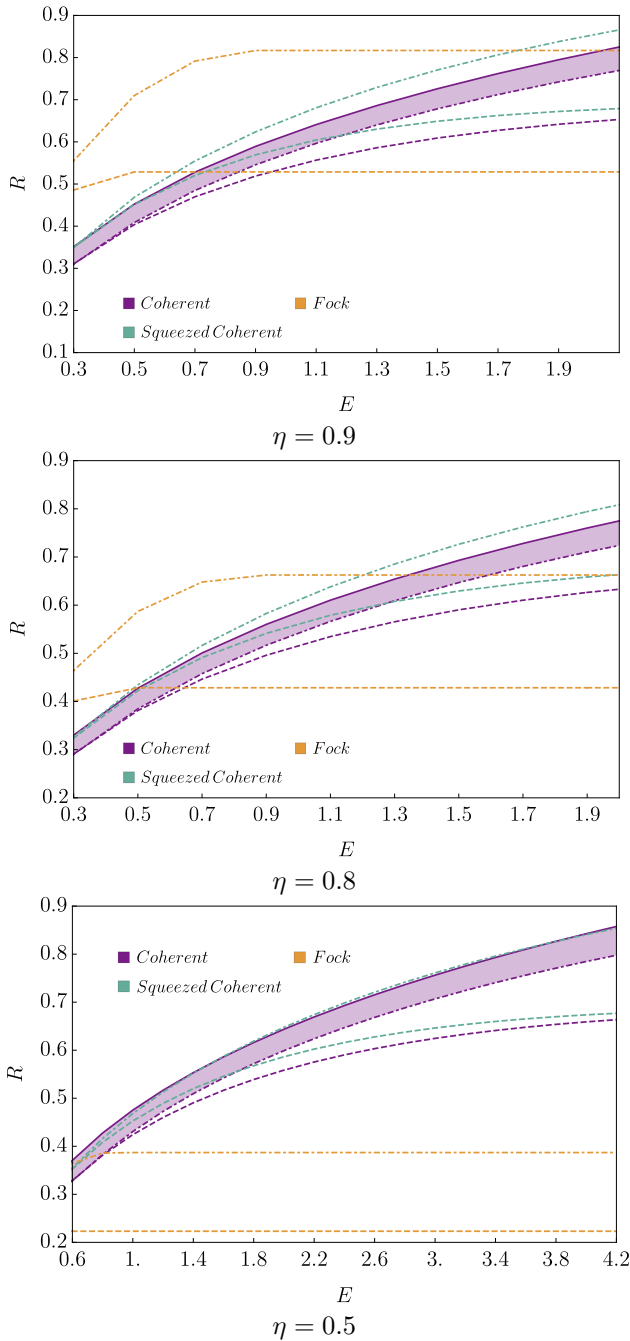 0.9
0.8
0.7
0.6
R
0.5
0.4
0.3
Coherent Fock
0.2
Squeezed Coherent
0.1
0.3 0.5 0.7 0.9 1.1 1.3 1.5 1.7 1.9
E
η = 0.9
0.9
0.8
0.7
0.6
R
0.5
0.4
0.3
Coherent Fock
Squeezed Coherent
0.2
0.3 0.5 0.7 0.9 1.1 1.3 1.5 1.7 1.9
E
η = 0.8
0.9
Coherent Fock
0.8
Squeezed Coherent
0.7
0.6
R
0.5
0.4
0.3
0.2
0.6 1. 1.4 1.8 2.2 2.6 3. 3.4 3.8 4.2
E
η = 0.5